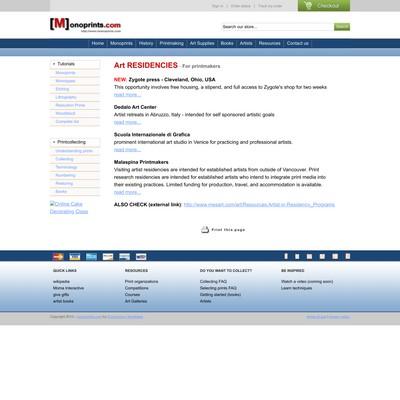 Sign in | Order status | Track my order
Checkout
[M]onoprints.com
http://www.monoprints.com
Search our store...
SEARCH
Home | Monoprints | History | Printmaking | Art Supplies | Books | Artists | Resources | Contact us
Tutorials
Monoprints
Monotypes
Etching
Lithography
Reduction Prints
Woodblock
Complete list
Printcollecting
Understanding prints
Collecting
Terminology
Numbering
Restoring
Books
Online Cake
Decorating Class
Art RESIDENCIES - For printmakers
NEW: Zygote press - Cleveland, Ohio, USA
This opportunity involves free housing, a stipend, and full access to Zygote's shop for two weeks
read more...
Dedalo Art Center
Artist retreats in Abruzzo, Italy - intended for self sponsored artistic goals
read more...
Scuola Internazionale di Grafica
prominent international art studio in Venice for practicing and professional artists.
read more...
Malaspina Printmakers
Visiting artist residencies are intended for established artists from outside of Vancouver. Print
research residencies are intended for established artists who intend to integrate print media into
their existing practices. Limited funding for production, travel, and accommodation is available.
read more...
ALSO CHECK (external link): http://www.mesart.com/art/Resources.Artist-in-Residency_Programs
Print this page
QUICK LINKS
wikipedia
Moma Interactive
give gifts
artist books
RESOURCES
Print organizations
Competitions
Courses
Art Galleries
DO YOU WANT TO COLLECT?
Collecting FAQ
Selecting prints FAQ
Getting started (books)
Artists
BE INSPIRED
Watch a video (coming soon)
Learn techniques